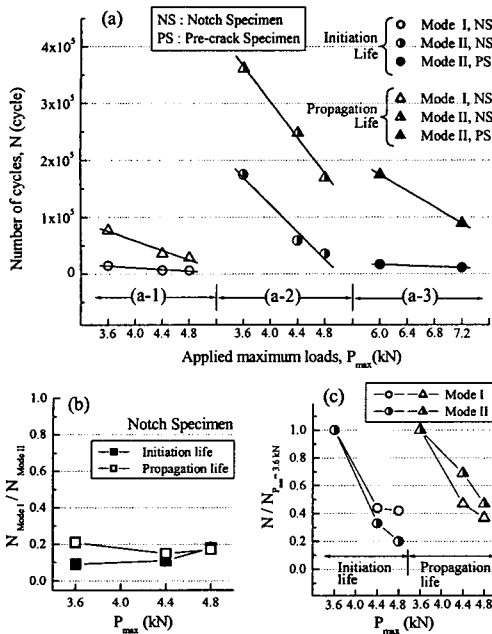 (a)
NS : Notch Specimen
PS : Pre-crack Specimen
Initiation Life
Mode I, NS
Mode II, NS
Mode II, PS
Propagation Life
Mode I, NS
Mode II, NS
Mode II, PS
Number of cycles, N (cycle)
4x10⁵
3x10⁵
2x10⁵
1x10⁵
0
(a-1) (a-2) (a-3)
3.6 4.0 4.4 4.8 3.6 4.0 4.4 4.8 6.0 6.4 6.8 7.2
Applied maximum loads, Pmax (kN)
(b)
Notch Specimen
Initiation life
Propagation life
N Mode I / N Mode II
1.0
0.8
0.6
0.4
0.2
0.0
3.6 4.0 4.4 4.8
Pmax (kN)
(c)
Mode I
Mode II
N / N Pmax = 3.6 kN
1.0
0.8
0.6
0.4
0.2
0.0
Initiation life
Propagation life
3.6 4.4 4.8 3.6 4.4 4.8
Pmax (kN)